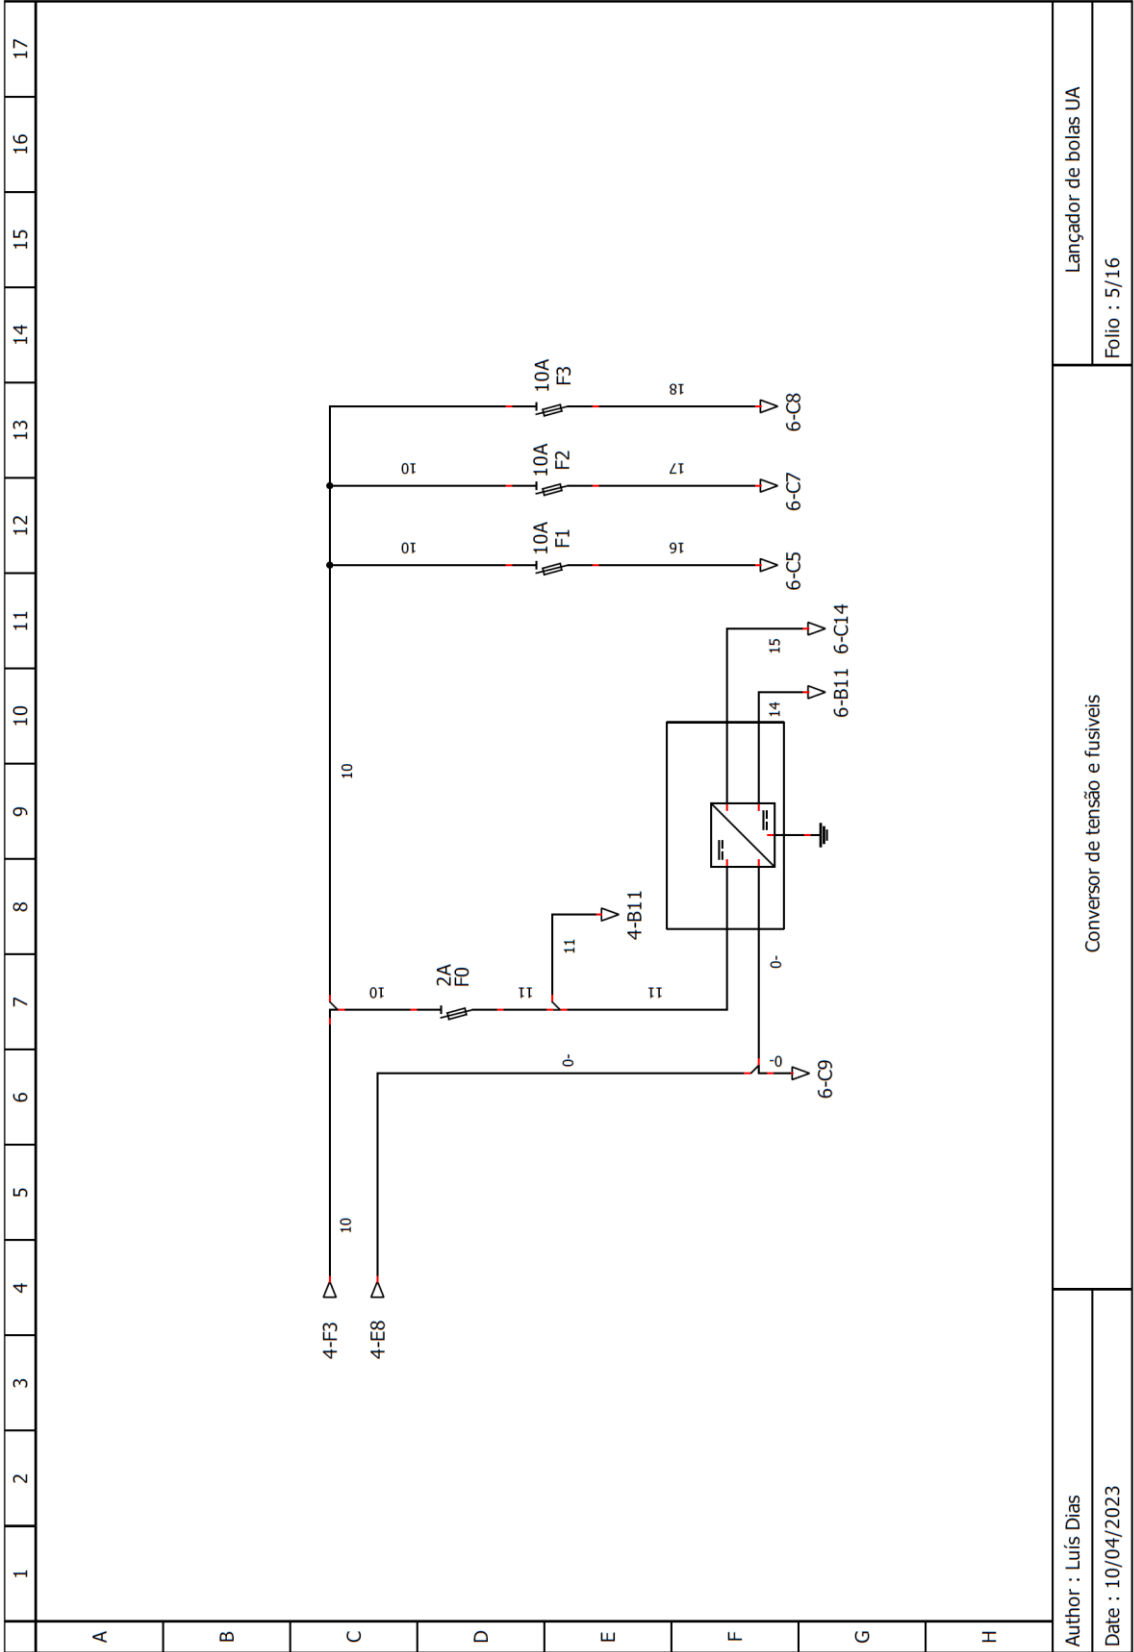 1 2 3 4 5 6 7 8 9 10 11 12 13 14 15 16 17
A
B
C
D
E
F
G
H
4-F3
10
10
4-E8
10
2A
F0
11
11
11
4-B11
0-
0-
0-
6-C9
14
6-B11
15
6-C14
10
10A
F1
16
6-C5
10
10A
F2
17
6-C7
10A
F3
18
6-C8
Author : Luís Dias
Date : 10/04/2023
Conversor de tensão e fusiveis
Lançador de bolas UA
Folio : 5/16